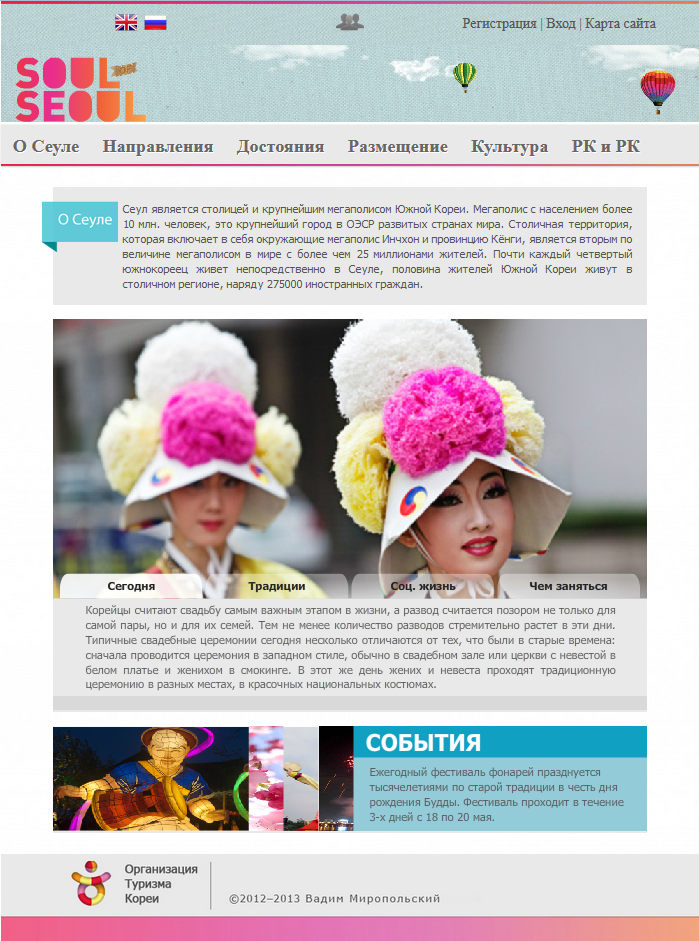 Регистрация | Вход | Карта сайта
SOUL
SEOUL
О Сеуле Направления Достояния Размещение Культура РК и РК
О Сеуле
Сеул является столицей и крупнейшим мегаполисом Южной Кореи. Мегаполис с населением более
10 млн. человек, это крупнейший город в ОЭСР развитых странах мира. Столичная территория,
которая включает в себя окружающие мегаполис Инчхон и провинцию Кёнги, является вторым по
величине мегаполисом в мире с более чем 25 миллионами жителей. Почти каждый четвертый
южнокореец живет непосредственно в Сеуле, половина жителей Южной Кореи живут в
столичном регионе, наряду 275000 иностранных граждан.
Сегодня Традиции Соц. жизнь Чем заняться
Корейцы считают свадьбу самым важным этапом в жизни, а развод считается позором не только для
самой пары, но и для их семей. Тем не менее количество разводов стремительно растет в эти дни.
Типичные свадебные церемонии сегодня несколько отличаются от тех, что были в старые времена:
сначала проводится церемония в западном стиле, обычно в свадебном зале или церкви с невестой в
белом платье и женихом в смокинге. В этот же день жених и невеста проходят традиционную
церемонию в разных местах, в красочных национальных костюмах.
СОБЫТИЯ
Ежегодный фестиваль фонарей празднуется
тысячелетиями по старой традиции в честь дня
рождения Будды. Фестиваль проходит в течение
3-х дней с 18 по 20 мая.
Организация
Туризма
Кореи
©2012–2013 Вадим Миропольский